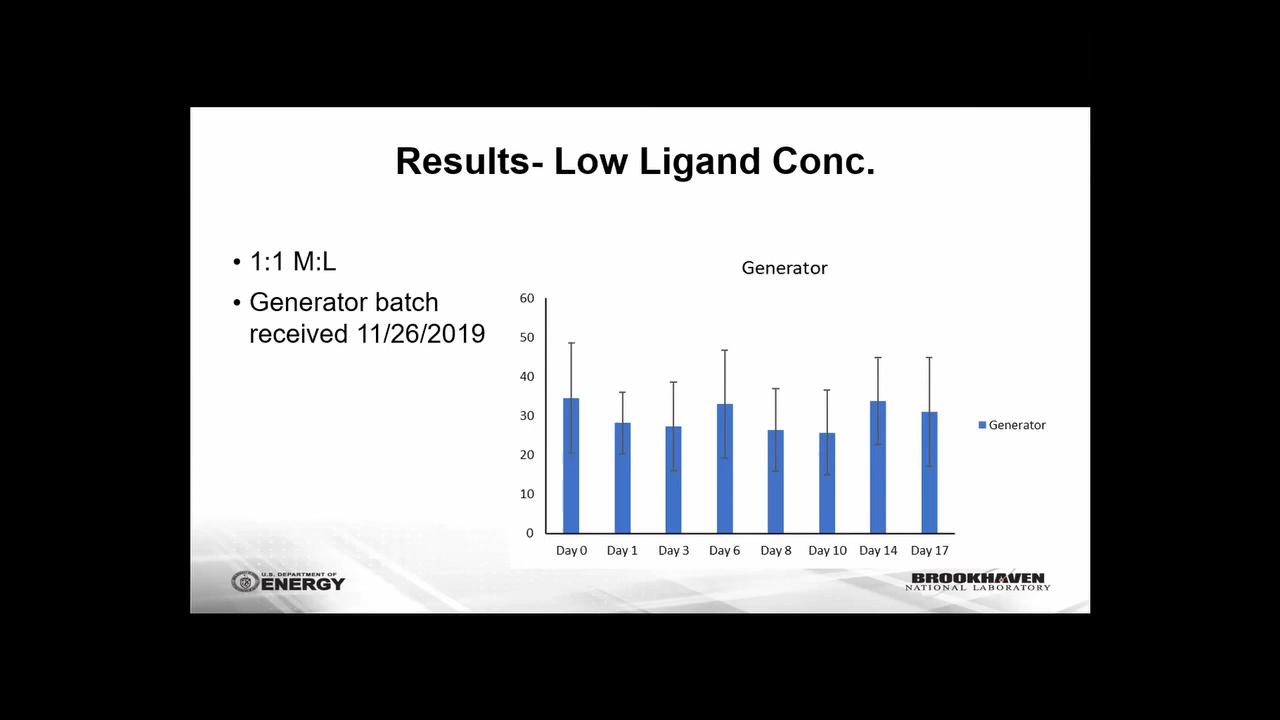 Results- Low Ligand Conc.
• 1:1 M:L
• Generator batch
received 11/26/2019
Generator
60
50
40
30
20
10
0
Day 0 Day 1 Day 3 Day 6 Day 8 Day 10 Day 14 Day 17
Generator
U.S. DEPARTMENT OF
ENERGY
BROOKHAVEN
NATIONAL LABORATORY